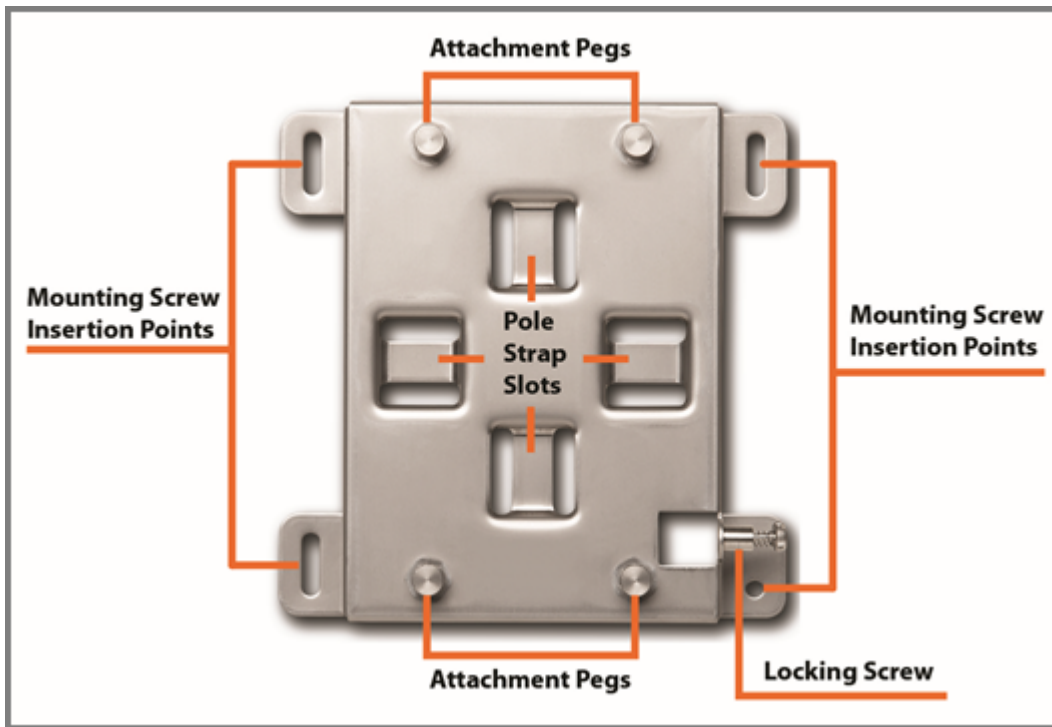 Attachment Pegs
Mounting Screw
Insertion Points
Pole
Strap
Slots
Mounting Screw
Insertion Points
Attachment Pegs
Locking Screw